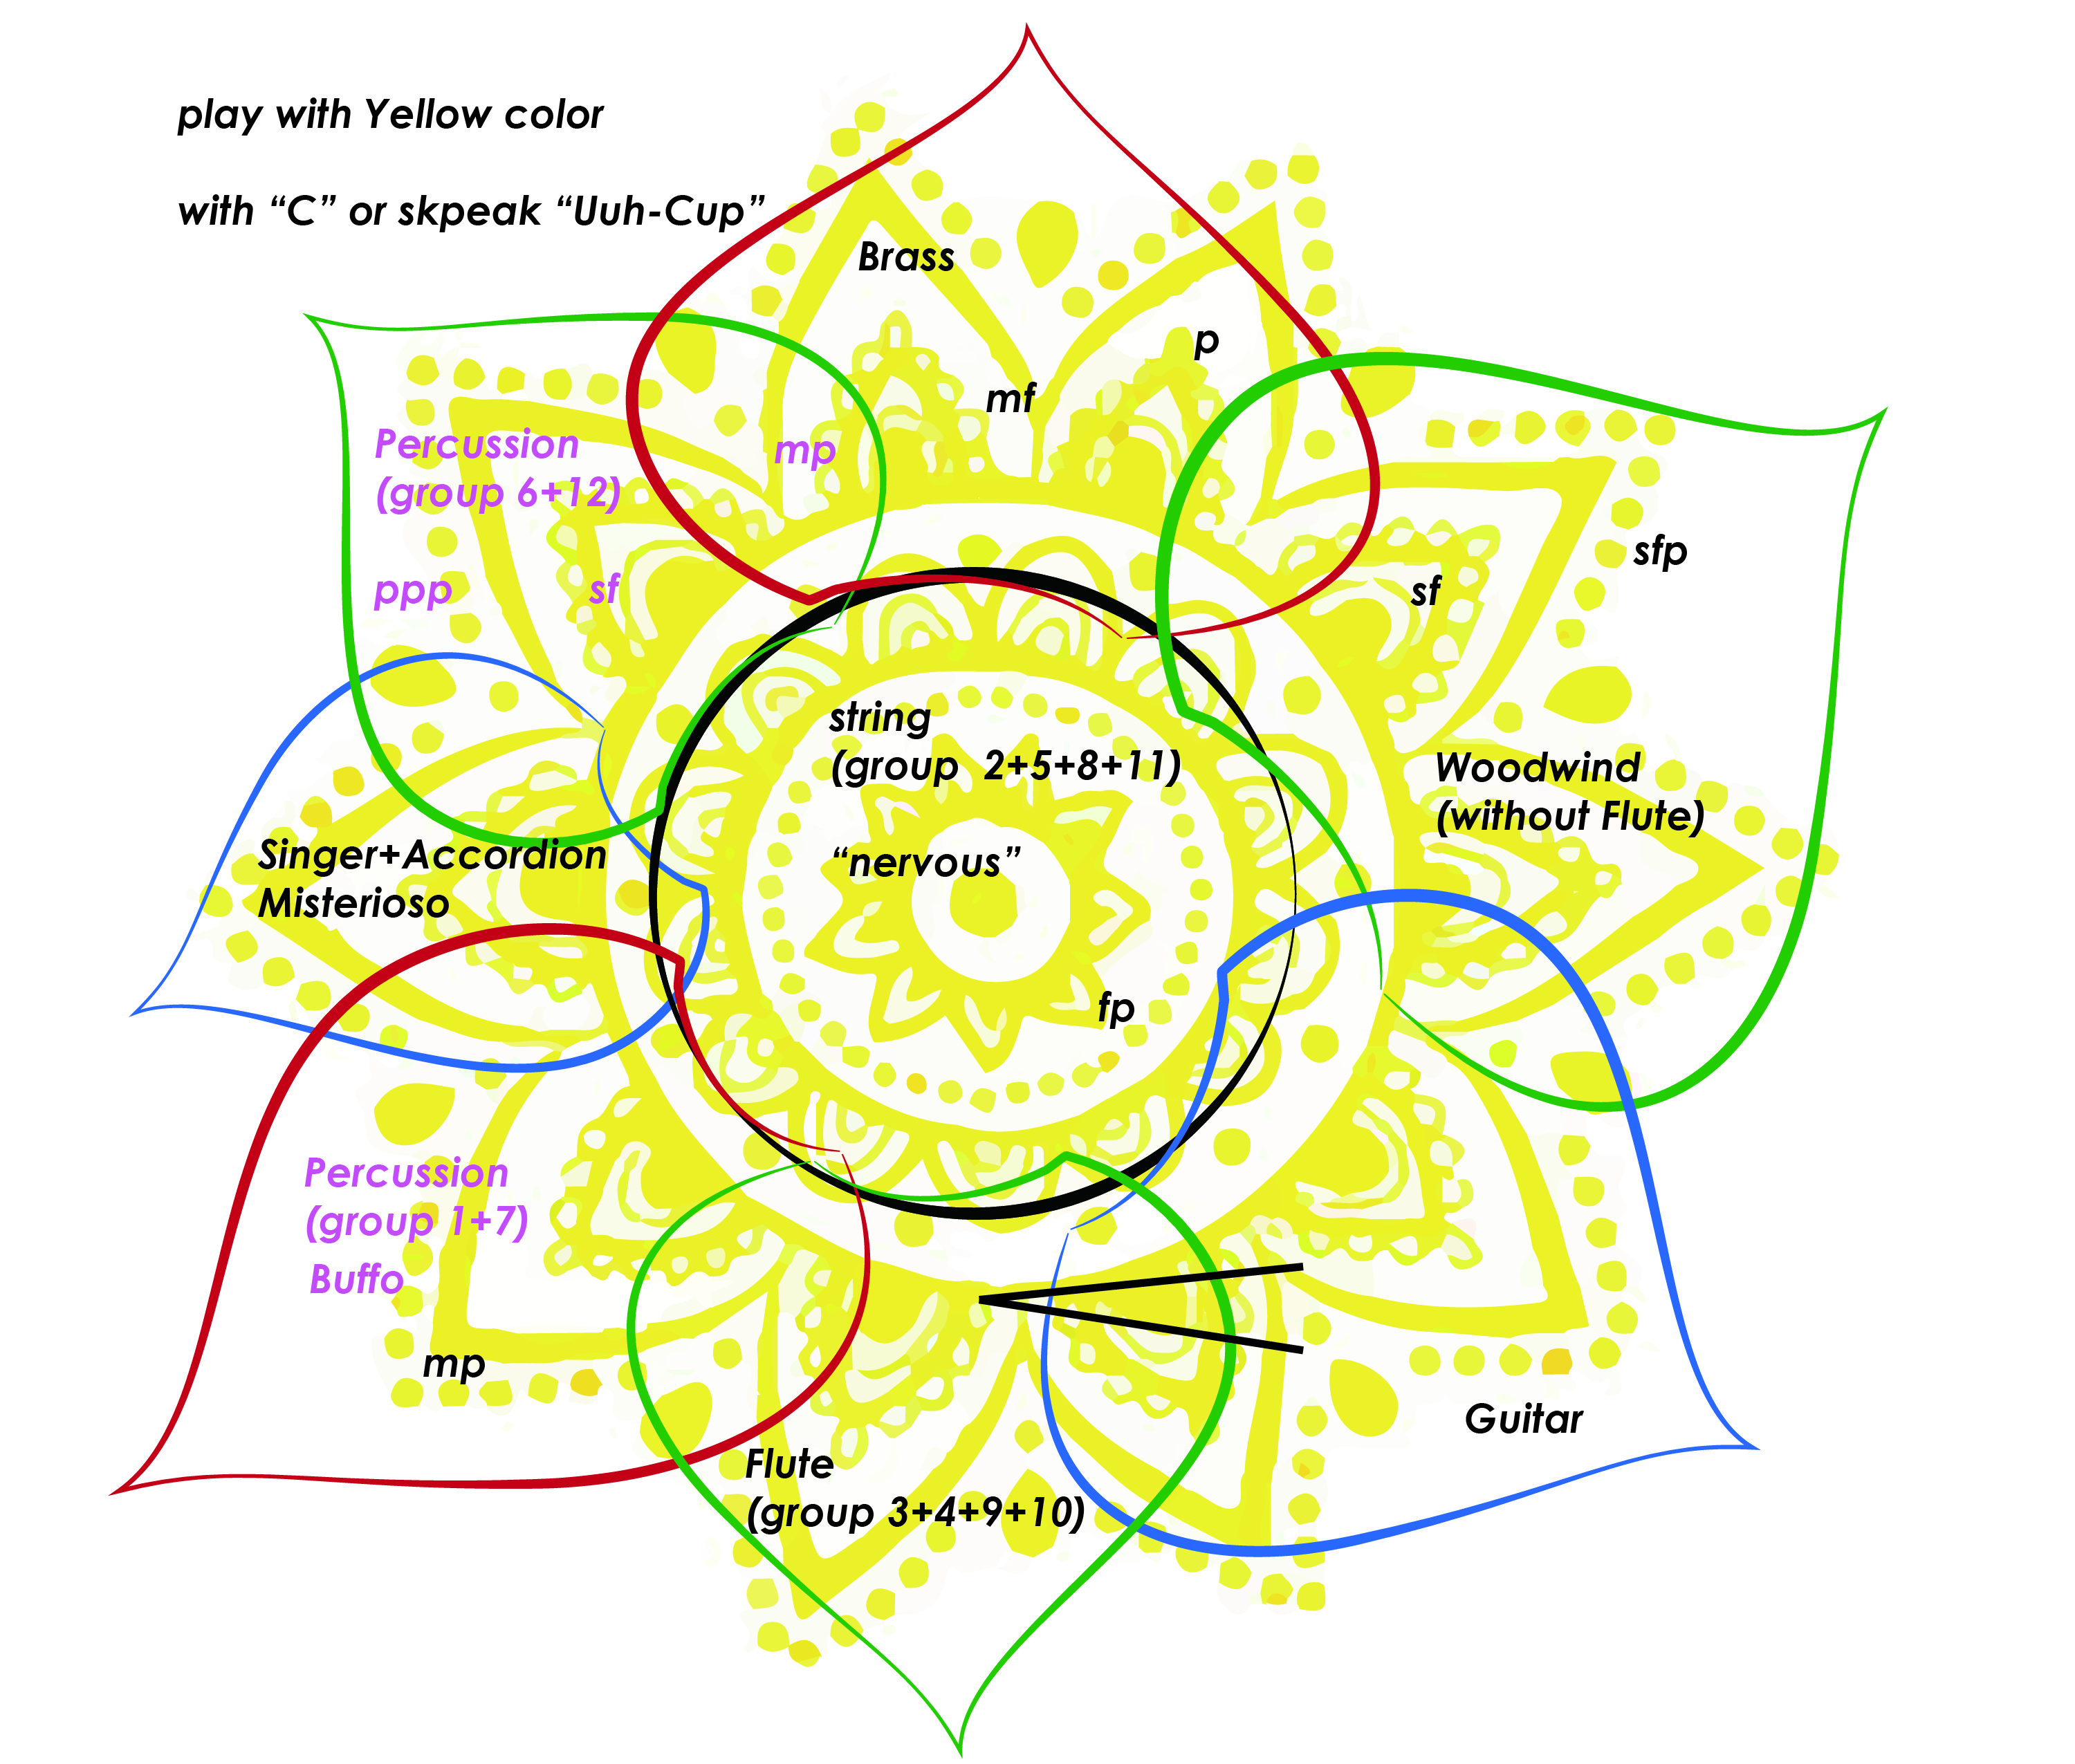 play with Yellow color
with “C” or skpeak “Uuh-Cup”
Brass
p
mf
mp
Percussion
(group 6+12)
ppp
sf
sf
sfp
string
(group 2+5+8+11)
“nervous”
fp
Woodwind
(without Flute)
Singer+Accordion
Misterioso
Percussion
(group 1+7)
Buffo
mp
Flute
(group 3+4+9+10)
Guitar